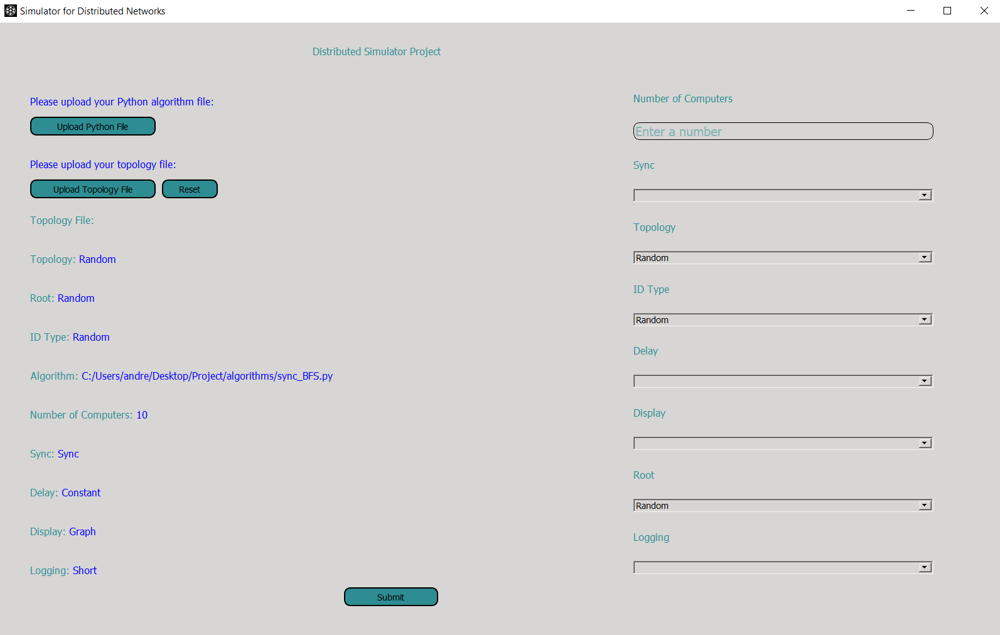 Simulator for Distributed Networks
Distributed Simulator Project
Please upload your Python algorithm file:
Upload Python File
Please upload your topology file:
Upload Topology File Reset
Topology File:
Topology: Random
Root: Random
ID Type: Random
Algorithm: C:/Users/andre/Desktop/Project/algorithms/sync_BFS.py
Number of Computers: 10
Sync: Sync
Delay: Constant
Display: Graph
Logging: Short
Number of Computers
Enter a number
Sync
Topology
Random
ID Type
Random
Delay
Display
Root
Random
Logging
Submit